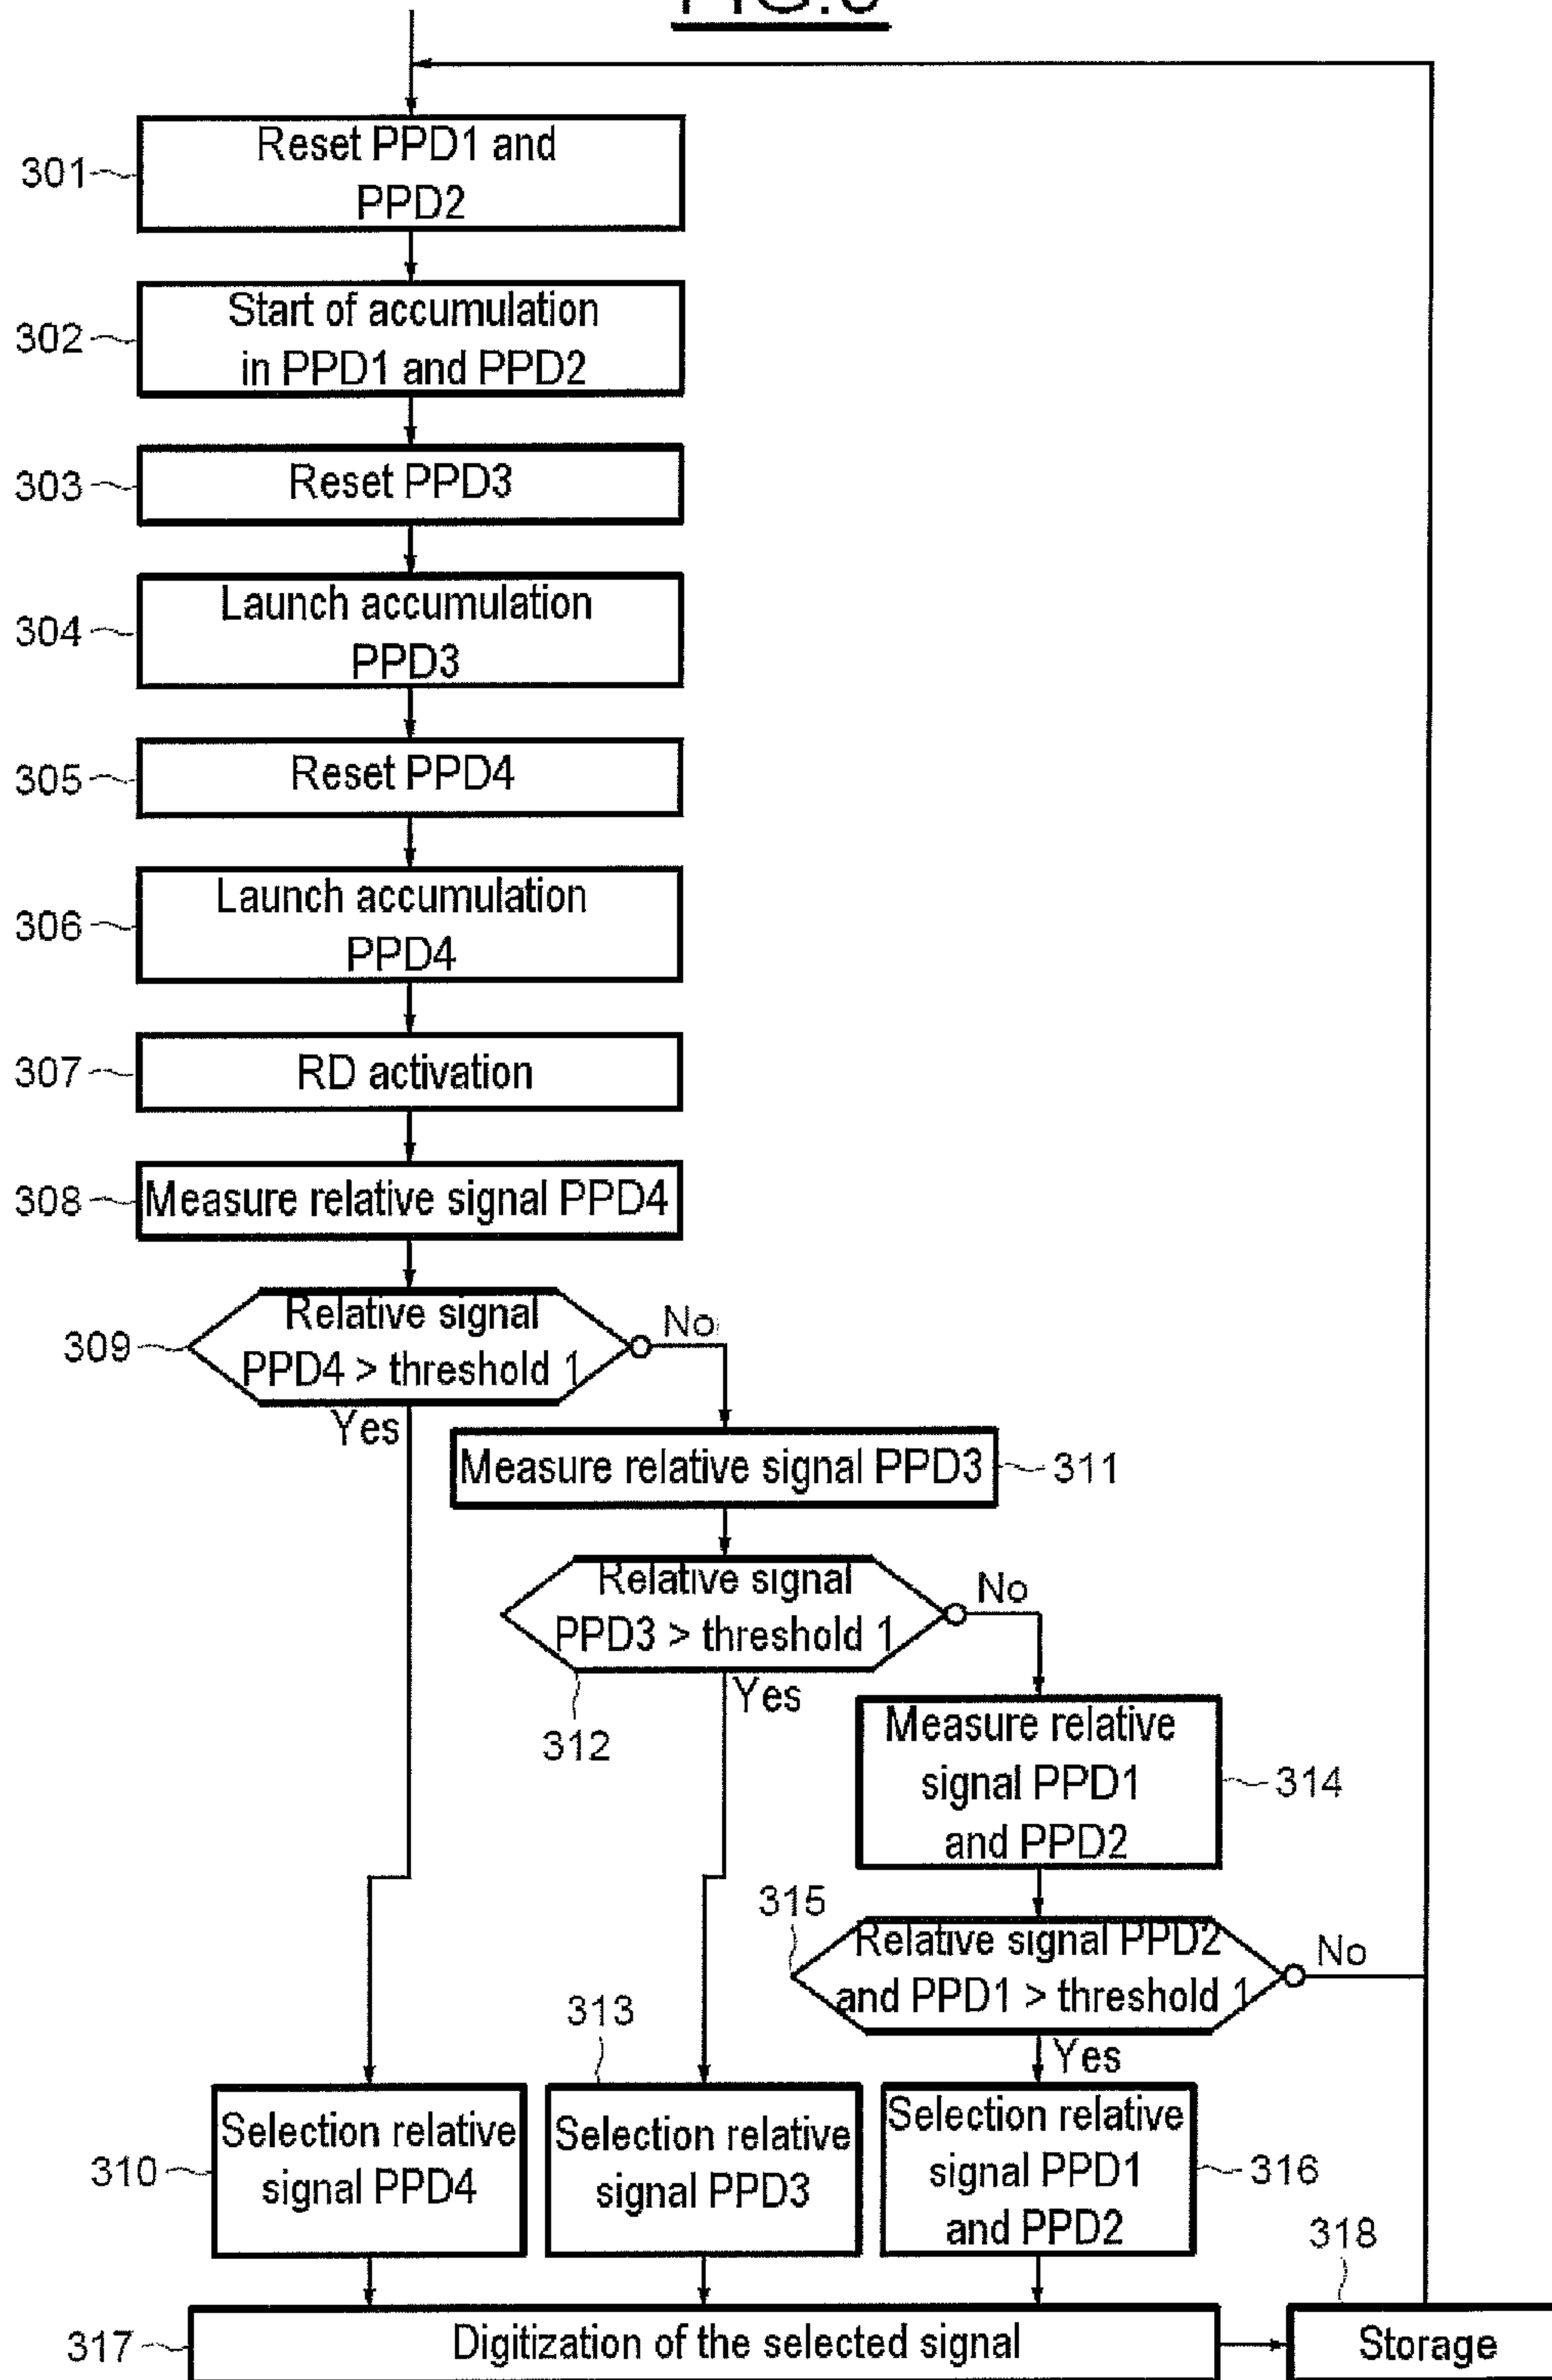 301
Reset PPD1 and
PPD2
302
Start of accumulation
in PPD1 and PPD2
303
Reset PPD3
304
Launch accumulation
PPD3
305
Reset PPD4
306
Launch accumulation
PPD4
307
RD activation
308
Measure relative signal PPD4
309
Relative signal
PPD4 > threshold 1
No
Yes
Measure relative signal PPD3
311
Relative signal
PPD3 > threshold 1
No
Yes
312
Measure relative
signal PPD1
and PPD2
314
315
Relative signal PPD2
and PPD1 > threshold 1
No
Yes
313
310
Selection relative
signal PPD4
Selection relative
signal PPD3
Selection relative
signal PPD1
and PPD2
316
318
317
Digitization of the selected signal
Storage